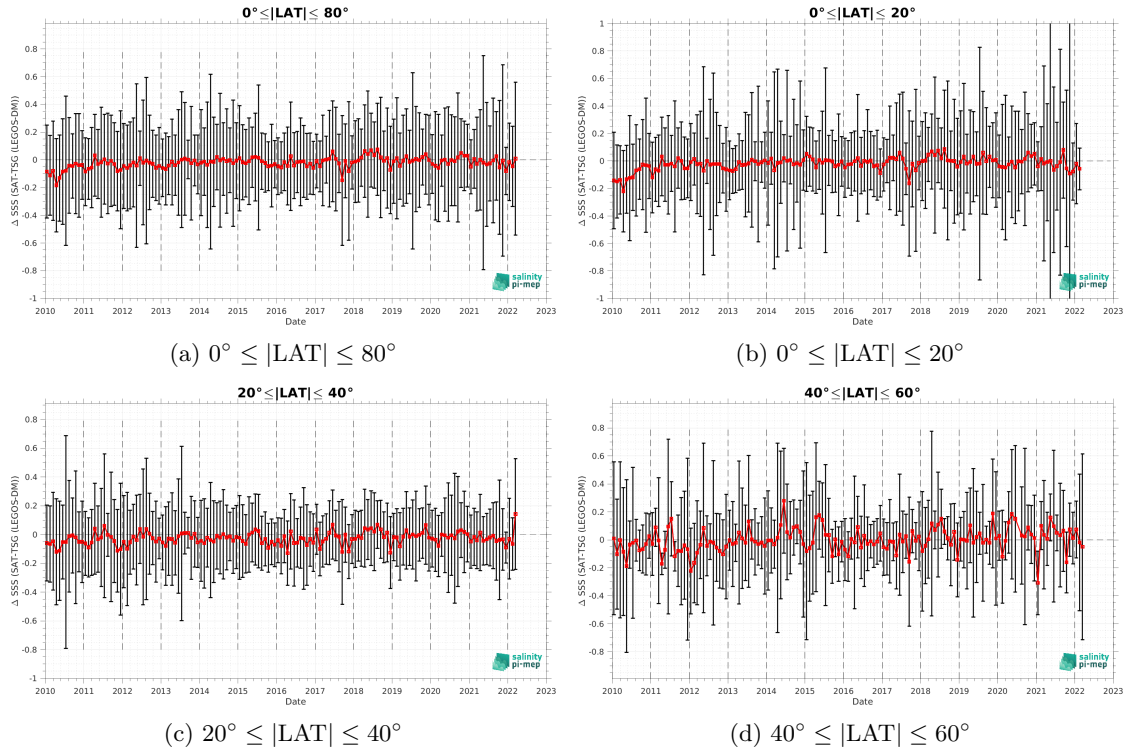 0°≤|LAT|≤ 80°
0.8
0.6
0.4
0.2
0
-0.2
-0.4
-0.6
-0.8
-1
Δ SSS (SAT-TSG (LEGOS-DM))
2010 2011 2012 2013 2014 2015 2016 2017 2018 2019 2020 2021 2022 2023
Date
salinity
pi-mep
(a) 0° ≤ |LAT| ≤ 80°
0°≤|LAT|≤ 20°
1
0.8
0.6
0.4
0.2
0
-0.2
-0.4
-0.6
-0.8
-1
Δ SSS (SAT-TSG (LEGOS-DM))
2010 2011 2012 2013 2014 2015 2016 2017 2018 2019 2020 2021 2022 2023
Date
salinity
pi-mep
(b) 0° ≤ |LAT| ≤ 20°
20°≤|LAT|≤ 40°
0.8
0.6
0.4
0.2
0
-0.2
-0.4
-0.6
-0.8
-1
Δ SSS (SAT-TSG (LEGOS-DM))
2010 2011 2012 2013 2014 2015 2016 2017 2018 2019 2020 2021 2022 2023
Date
salinity
pi-mep
(c) 20° ≤ |LAT| ≤ 40°
40°≤|LAT|≤ 60°
0.8
0.6
0.4
0.2
0
-0.2
-0.4
-0.6
-0.8
Δ SSS (SAT-TSG (LEGOS-DM))
2010 2011 2012 2013 2014 2015 2016 2017 2018 2019 2020 2021 2022 2023
Date
salinity
pi-mep
(d) 40° ≤ |LAT| ≤ 60°